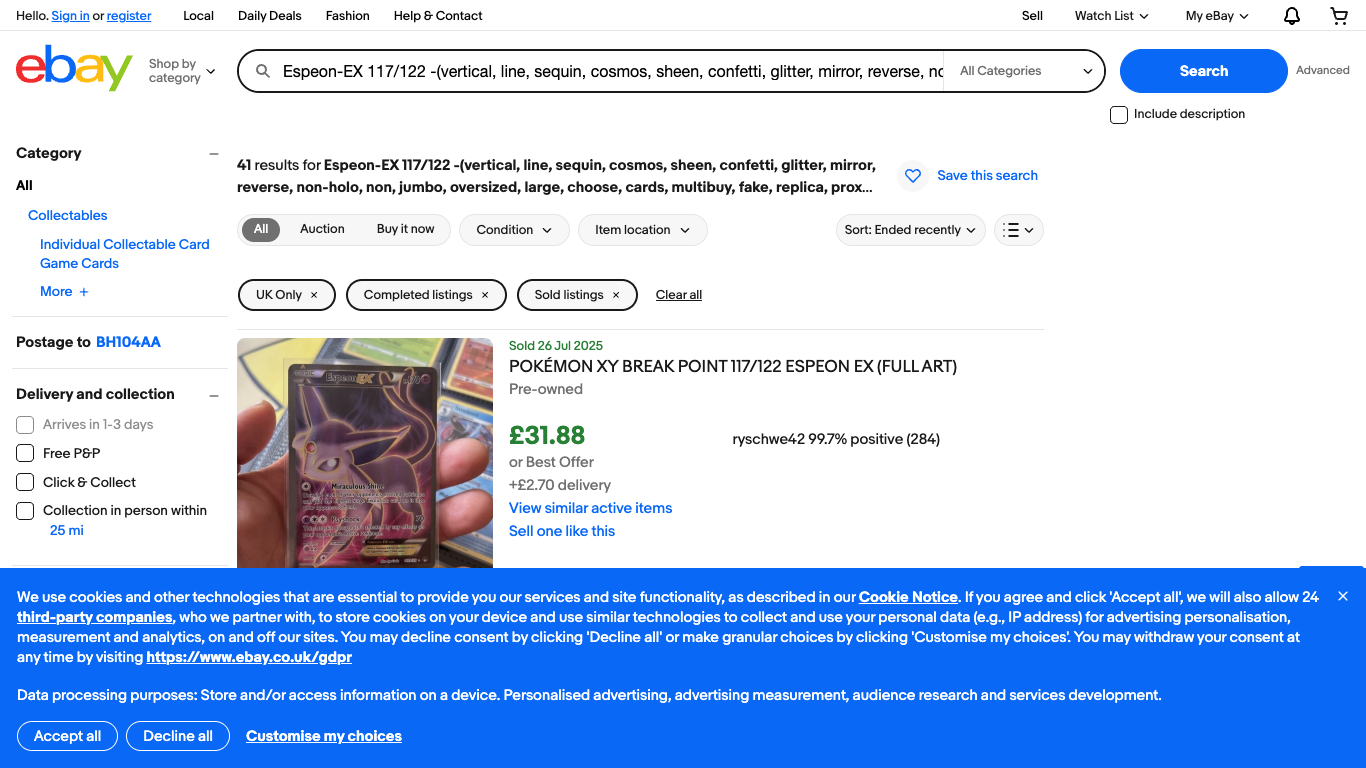 Hello. Sign in or register
Local
Daily Deals
Fashion
Help & Contact
Sell
Watch List
My eBay
ebay
Shop by
category
Espeon-EX 117/122 -(vertical, line, sequin, cosmos, sheen, confetti, glitter, mirror, reverse, no
All Categories
Search
Advanced
Include description
Category
All
Collectables
Individual Collectable Card
Game Cards
More +
Postage to BH104AA
Delivery and collection
Arrives in 1-3 days
Free P&P
Click & Collect
Collection in person within
25 mi
41 results for Espeon-EX 117/122 -(vertical, line, sequin, cosmos, sheen, confetti, glitter, mirror,
reverse, non-holo, non, jumbo, oversized, large, choose, cards, multibuy, fake, replica, prox...
Save this search
All
Auction
Buy it now
Condition
Item location
Sort: Ended recently
UK Only ×
Completed listings ×
Sold listings ×
Clear all
Espeon EX
Miraculous Shine
Sold 26 Jul 2025
POKÉMON XY BREAK POINT 117/122 ESPEON EX (FULL ART)
Pre-owned
£31.88
or Best Offer
+£2.70 delivery
View similar active items
Sell one like this
ryschwe42 99.7% positive (284)
We use cookies and other technologies that are essential to provide you our services and site functionality, as described in our Cookie Notice. If you agree and click 'Accept all', we will also allow 24
third-party companies, who we partner with, to store cookies on your device and use similar technologies to collect and use your personal data (e.g., IP address) for advertising personalisation,
measurement and analytics, on and off our sites. You may decline consent by clicking 'Decline all' or make granular choices by clicking 'Customise my choices'. You may withdraw your consent at
any time by visiting https://www.ebay.co.uk/gdpr
Data processing purposes: Store and/or access information on a device. Personalised advertising, advertising measurement, audience research and services development.
Accept all
Decline all
Customise my choices